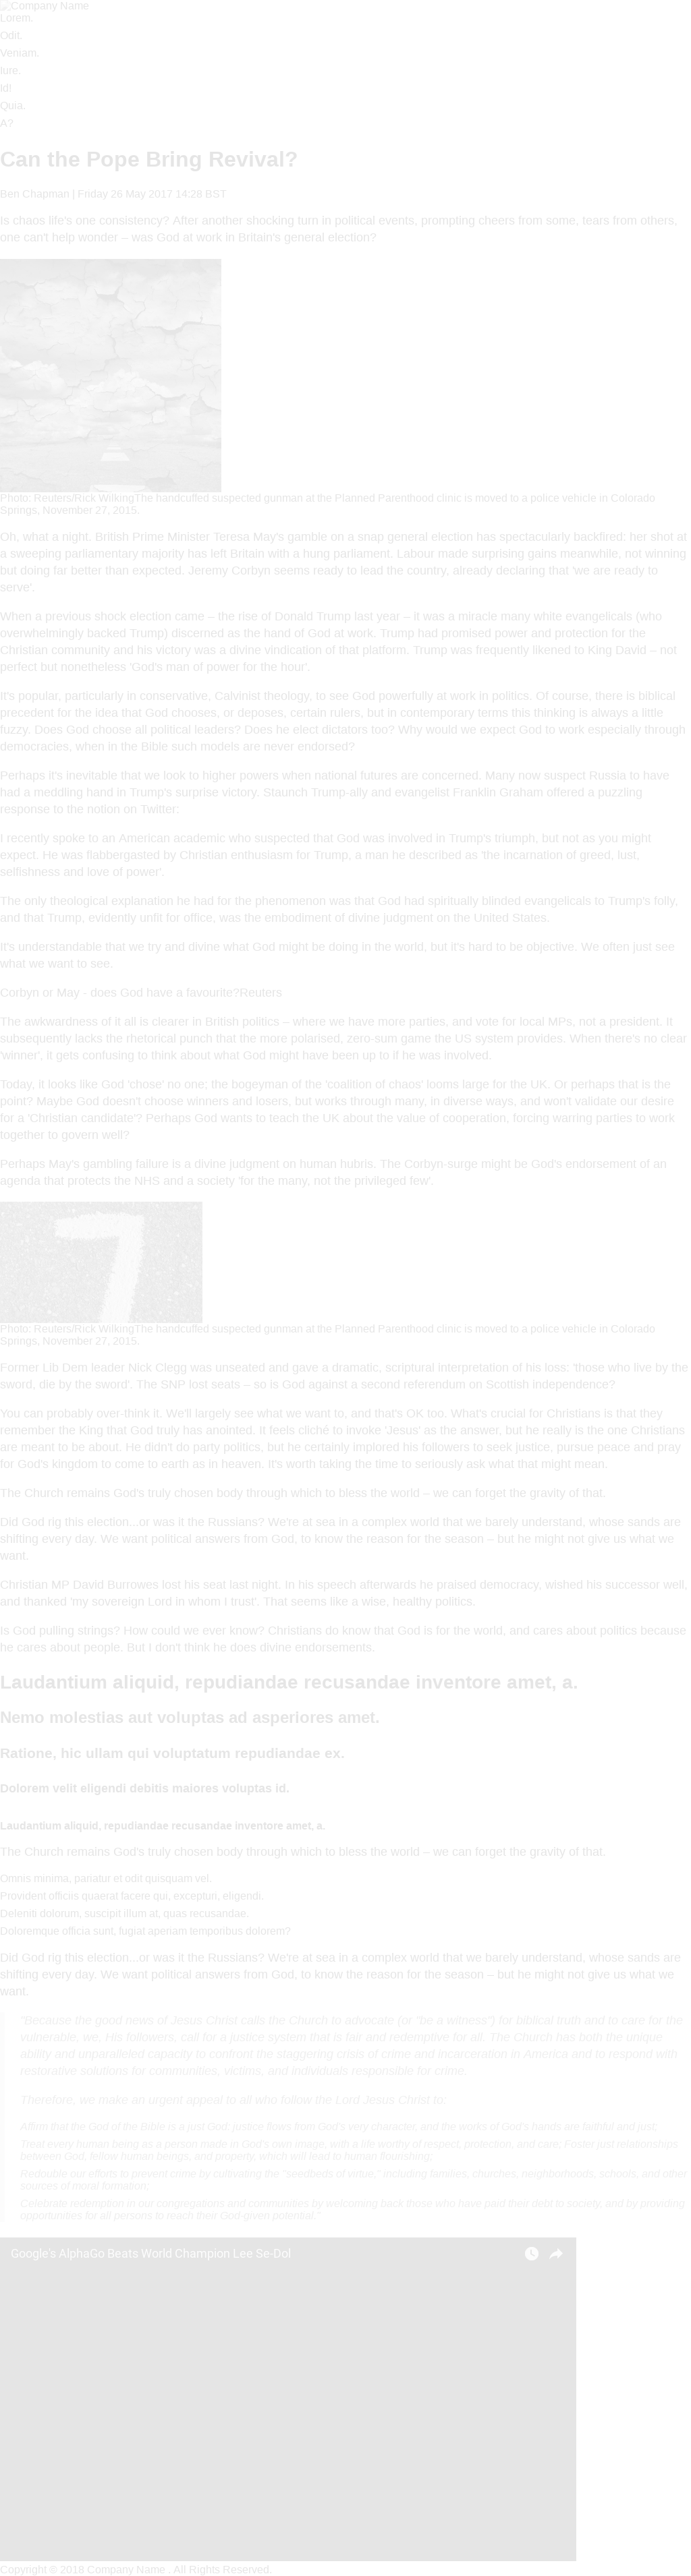 Company Name
Lorem.
Odit.
Veniam.
Iure.
Id!
Quia.
A?
Can the Pope Bring Revival?
Ben Chapman | Friday 26 May 2017 14:28 BST
Is chaos life's one consistency? After another shocking turn in political events, prompting cheers from some, tears from others,
one can't help wonder – was God at work in Britain's general election?
Photo: Reuters/Rick WilkingThe handcuffed suspected gunman at the Planned Parenthood clinic is moved to a police vehicle in Colorado
Springs, November 27, 2015.
Oh, what a night. British Prime Minister Teresa May's gamble on a snap general election has spectacularly backfired: her shot at
a sweeping parliamentary majority has left Britain with a hung parliament. Labour made surprising gains meanwhile, not winning
but doing far better than expected. Jeremy Corbyn seems ready to lead the country, already declaring that 'we are ready to
serve'.
When a previous shock election came – the rise of Donald Trump last year – it was a miracle many white evangelicals (who
overwhelmingly backed Trump) discerned as the hand of God at work. Trump had promised power and protection for the
Christian community and his victory was a divine vindication of that platform. Trump was frequently likened to King David – not
perfect but nonetheless 'God's man of power for the hour'.
It's popular, particularly in conservative, Calvinist theology, to see God powerfully at work in politics. Of course, there is biblical
precedent for the idea that God chooses, or deposes, certain rulers, but in contemporary terms this thinking is always a little
fuzzy. Does God choose all political leaders? Does he elect dictators too? Why would we expect God to work especially through
democracies, when in the Bible such models are never endorsed?
Perhaps it's inevitable that we look to higher powers when national futures are concerned. Many now suspect Russia to have
had a meddling hand in Trump's surprise victory. Staunch Trump-ally and evangelist Franklin Graham offered a puzzling
response to the notion on Twitter:
I recently spoke to an American academic who suspected that God was involved in Trump's triumph, but not as you might
expect. He was flabbergasted by Christian enthusiasm for Trump, a man he described as 'the incarnation of greed, lust,
selfishness and love of power'.
The only theological explanation he had for the phenomenon was that God had spiritually blinded evangelicals to Trump's folly,
and that Trump, evidently unfit for office, was the embodiment of divine judgment on the United States.
It's understandable that we try and divine what God might be doing in the world, but it's hard to be objective. We often just see
what we want to see.
Corbyn or May - does God have a favourite?Reuters
The awkwardness of it all is clearer in British politics – where we have more parties, and vote for local MPs, not a president. It
subsequently lacks the rhetorical punch that the more polarised, zero-sum game the US system provides. When there's no clear
'winner', it gets confusing to think about what God might have been up to if he was involved.
Today, it looks like God 'chose' no one; the bogeyman of the 'coalition of chaos' looms large for the UK. Or perhaps that is the
point? Maybe God doesn't choose winners and losers, but works through many, in diverse ways, and won't validate our desire
for a 'Christian candidate'? Perhaps God wants to teach the UK about the value of cooperation, forcing warring parties to work
together to govern well?
Perhaps May's gambling failure is a divine judgment on human hubris. The Corbyn-surge might be God's endorsement of an
agenda that protects the NHS and a society 'for the many, not the privileged few'.
7
Photo: Reuters/Rick WilkingThe handcuffed suspected gunman at the Planned Parenthood clinic is moved to a police vehicle in Colorado
Springs, November 27, 2015.
Former Lib Dem leader Nick Clegg was unseated and gave a dramatic, scriptural interpretation of his loss: 'those who live by the
sword, die by the sword'. The SNP lost seats – so is God against a second referendum on Scottish independence?
You can probably over-think it. We'll largely see what we want to, and that's OK too. What's crucial for Christians is that they
remember the King that God truly has anointed. It feels cliché to invoke 'Jesus' as the answer, but he really is the one Christians
are meant to be about. He didn't do party politics, but he certainly implored his followers to seek justice, pursue peace and pray
for God's kingdom to come to earth as in heaven. It's worth taking the time to seriously ask what that might mean.
The Church remains God's truly chosen body through which to bless the world – we can forget the gravity of that.
Did God rig this election...or was it the Russians? We're at sea in a complex world that we barely understand, whose sands are
shifting every day. We want political answers from God, to know the reason for the season – but he might not give us what we
want.
Christian MP David Burrowes lost his seat last night. In his speech afterwards he praised democracy, wished his successor well,
and thanked 'my sovereign Lord in whom I trust'. That seems like a wise, healthy politics.
Is God pulling strings? How could we ever know? Christians do know that God is for the world, and cares about politics because
he cares about people. But I don't think he does divine endorsements.
Laudantium aliquid, repudiandae recusandae inventore amet, a.
Nemo molestias aut voluptas ad asperiores amet.
Ratione, hic ullam qui voluptatum repudiandae ex.
Dolorem velit eligendi debitis maiores voluptas id.
Laudantium aliquid, repudiandae recusandae inventore amet, a.
The Church remains God's truly chosen body through which to bless the world – we can forget the gravity of that.
Omnis minima, pariatur et odit quisquam vel.
Provident officiis quaerat facere qui, excepturi, eligendi.
Deleniti dolorum, suscipit illum at, quas recusandae.
Doloremque officia sunt, fugiat aperiam temporibus dolorem?
Did God rig this election...or was it the Russians? We're at sea in a complex world that we barely understand, whose sands are
shifting every day. We want political answers from God, to know the reason for the season – but he might not give us what we
want.
"Because the good news of Jesus Christ calls the Church to advocate (or "be a witness") for biblical truth and to care for the
vulnerable, we, His followers, call for a justice system that is fair and redemptive for all. The Church has both the unique
ability and unparalleled capacity to confront the staggering crisis of crime and incarceration in America and to respond with
restorative solutions for communities, victims, and individuals responsible for crime.
Therefore, we make an urgent appeal to all who follow the Lord Jesus Christ to:
Affirm that the God of the Bible is a just God; justice flows from God's very character, and the works of God's hands are faithful and just;
Treat every human being as a person made in God's own image, with a life worthy of respect, protection, and care; Foster just relationships
between God, fellow human beings, and property, which will lead to human flourishing;
Redouble our efforts to prevent crime by cultivating the "seedbeds of virtue," including families, churches, neighborhoods, schools, and other
sources of moral formation;
Celebrate redemption in our congregations and communities by welcoming back those who have paid their debt to society, and by providing
opportunities for all persons to reach their God-given potential."
Google's AlphaGo Beats World Champion Lee Se-Dol
Copyright © 2018 Company Name . All Rights Reserved.